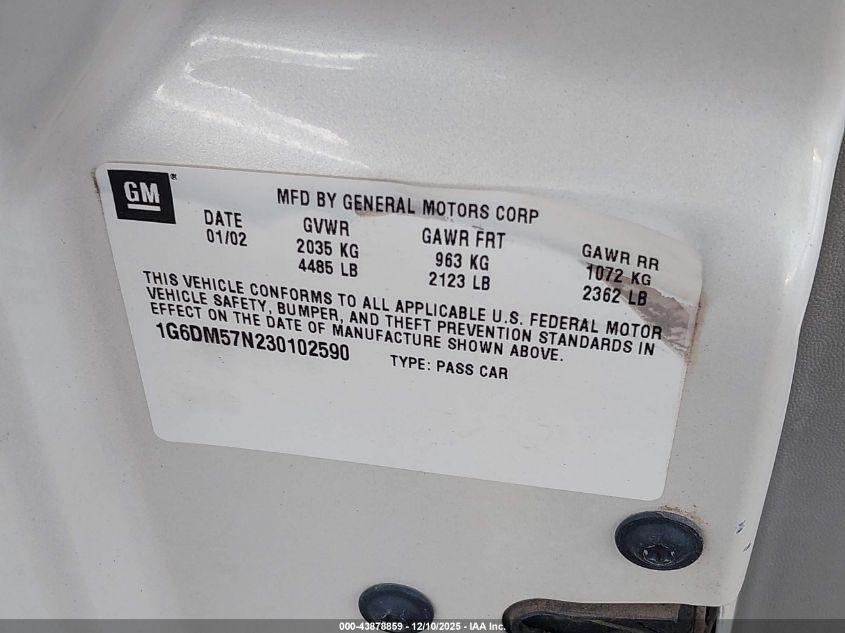 GM ®
MFD BY GENERAL MOTORS CORP
DATE GVWR GAWR FRT GAWR RR
01/02 2035 KG 963 KG 1072 KG
4485 LB 2123 LB 2362 LB
THIS VEHICLE CONFORMS TO ALL APPLICABLE U.S. FEDERAL MOTOR
VEHICLE SAFETY, BUMPER, AND THEFT PREVENTION STANDARDS IN
EFFECT ON THE DATE OF MANUFACTURE SHOWN ABOVE.
1G6DM57N230102590 TYPE: PASS CAR
000-43878859 - 12/10/2025 - IAA Inc.